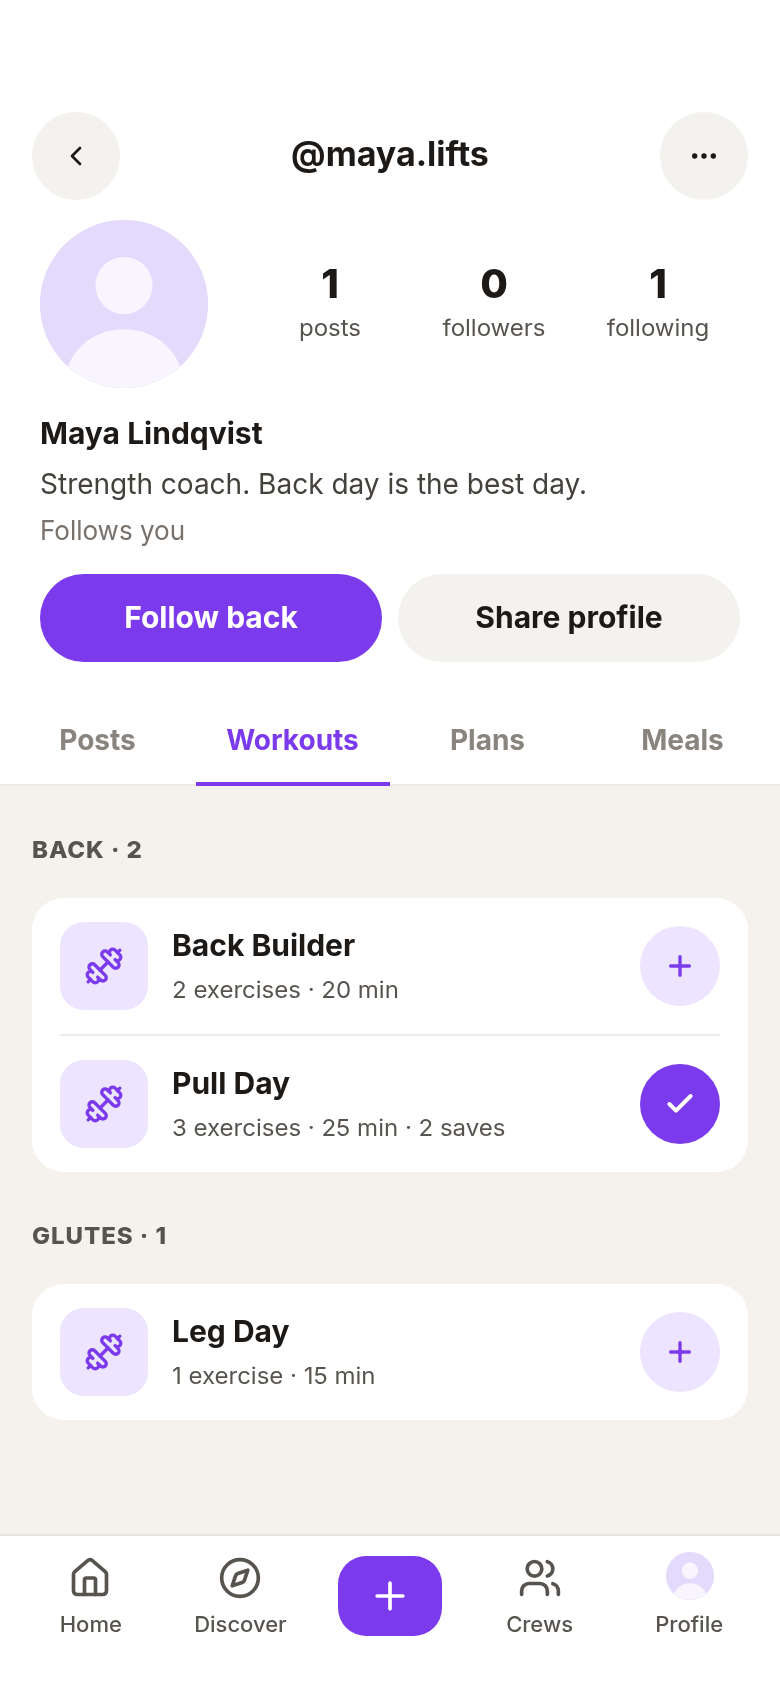 @maya.lifts
1 0 1
posts followers following
Maya Lindqvist
Strength coach. Back day is the best day.
Follows you
Follow back Share profile
Posts Workouts Plans Meals
BACK · 2
Back Builder
2 exercises · 20 min
Pull Day
3 exercises · 25 min · 2 saves
GLUTES · 1
Leg Day
1 exercise · 15 min
Home Discover Crews Profile